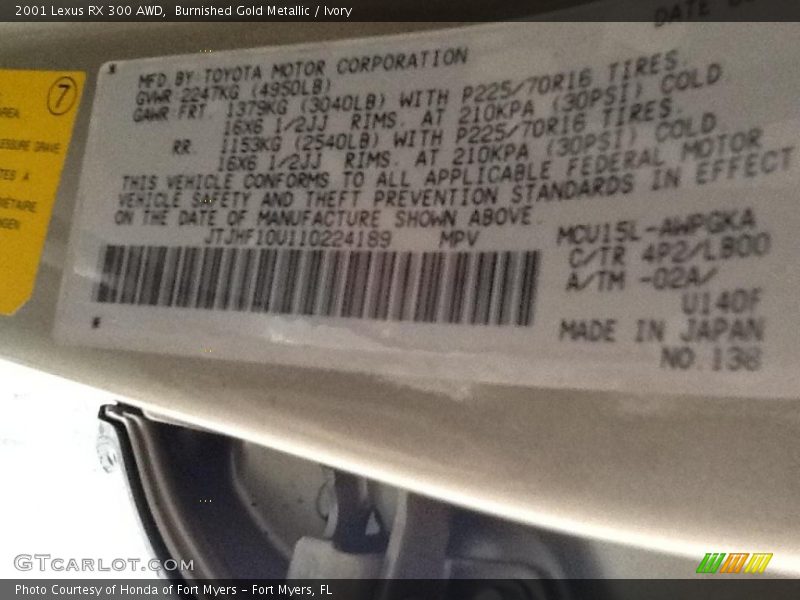 2001 Lexus RX 300 AWD, Burnished Gold Metallic / Ivory
DATE
7
AREA
MFD BY TOYOTA MOTOR CORPORATION
GVWR 2247KG (4950LB)
GAWR FRT. 1379KG (3040LB) WITH P225/70R16 TIRES.
16X6 1/2JJ RIMS. AT 210KPA (30PSI) COLD
RR. 1153KG (2540LB) WITH P225/70R16 TIRES.
16X6 1/2JJ RIMS. AT 210KPA (30PSI) COLD
THIS VEHICLE CONFORMS TO ALL APPLICABLE FEDERAL MOTOR
VEHICLE SAFETY AND THEFT PREVENTION STANDARDS IN EFFECT
ON THE DATE OF MANUFACTURE SHOWN ABOVE.
JTJHF10U110224189 MPV
MCU15L-AWPGKA
C/TR 4P2/LB00
A/TM -02A/
U140F
MADE IN JAPAN
NO. 138
GTCARLOT.COM
Photo Courtesy of Honda of Fort Myers - Fort Myers, FL